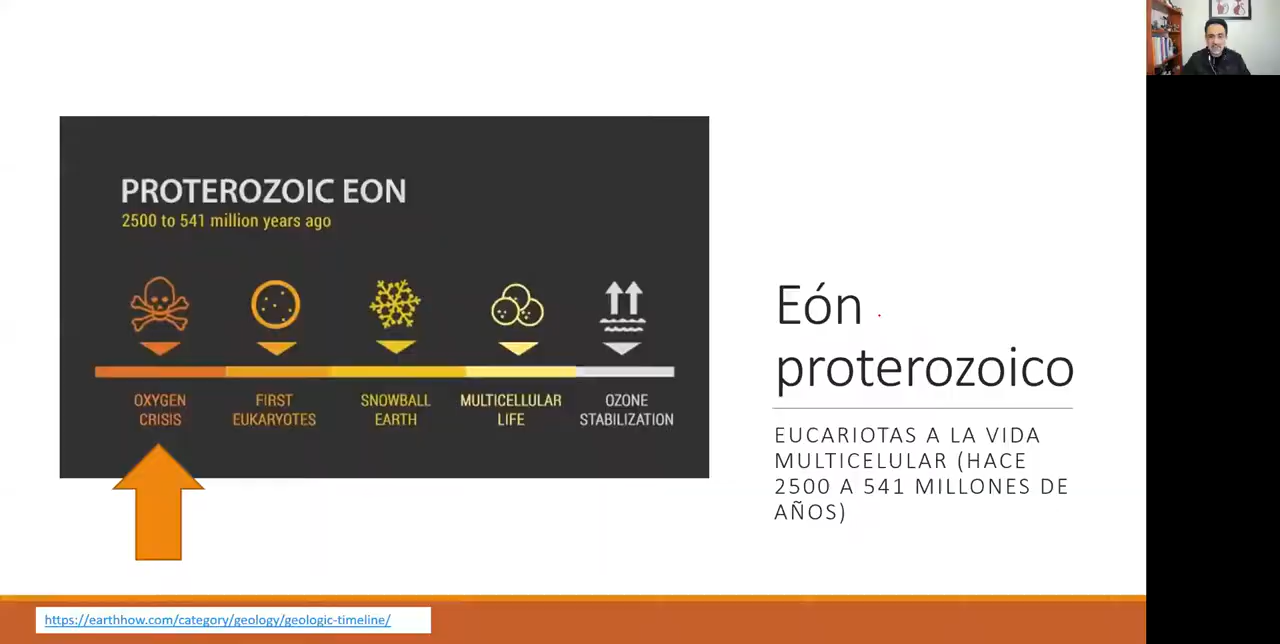 PROTEROZOIC EON
2500 to 541 million years ago
OXYGEN
CRISIS
FIRST
EUKARYOTES
SNOWBALL
EARTH
MULTICELLULAR
LIFE
OZONE
STABILIZATION
Eón
proterozoico
EUCARIOTAS A LA VIDA
MULTICELULAR (HACE
2500 A 541 MILLONES DE
AÑOS)
https://earthhow.com/category/geology/geologic-timeline/